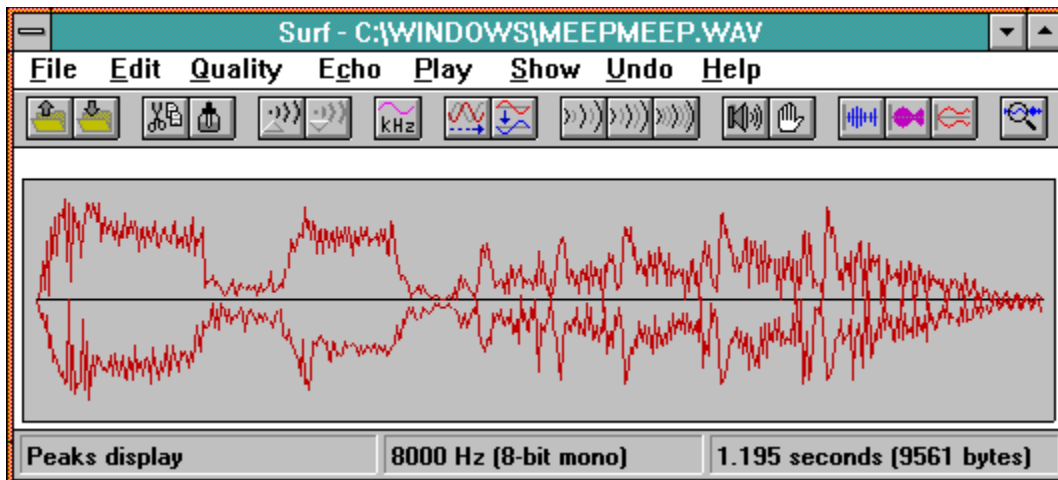 Surf - C:\WINDOWS\MEEPMEEP.WAV
File Edit Quality Echo Play Show Undo Help
kHz
Peaks display 8000 Hz (8-bit mono) 1.195 seconds (9561 bytes)